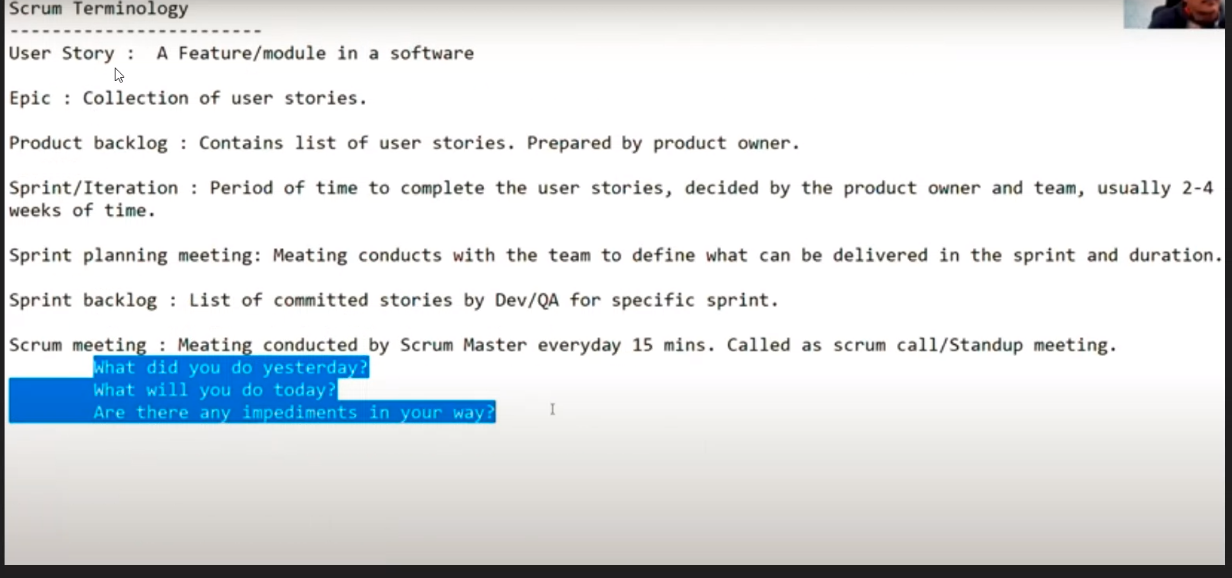 Scrum Terminology
------------------------
User Story :  A Feature/module in a software
Epic : Collection of user stories.
Product backlog : Contains list of user stories. Prepared by product owner.
Sprint/Iteration : Period of time to complete the user stories, decided by the product owner and team, usually 2-4
weeks of time.
Sprint planning meeting: Meating conducts with the team to define what can be delivered in the sprint and duration.
Sprint backlog : List of committed stories by Dev/QA for specific sprint.
Scrum meeting : Meating conducted by Scrum Master everyday 15 mins. Called as scrum call/Standup meeting.
What did you do yesterday?
What will you do today?
Are there any impediments in your way?